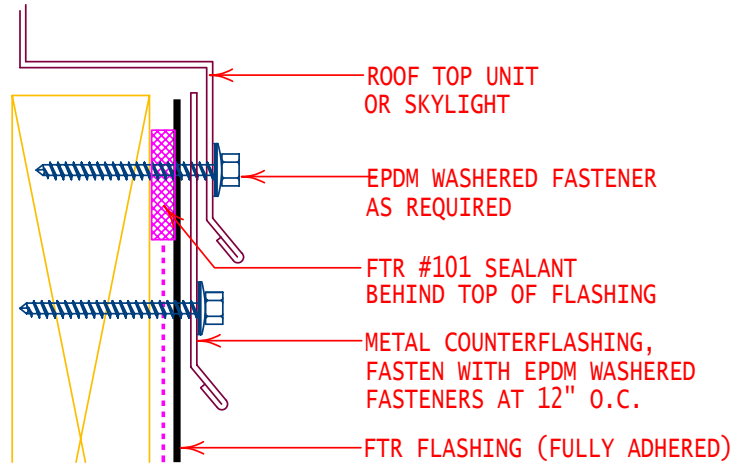 ROOF TOP UNIT
OR SKYLIGHT
EPDM WASHERED FASTENER
AS REQUIRED
FTR #101 SEALANT
BEHIND TOP OF FLASHING
METAL COUNTERFLASHING,
FASTEN WITH EPDM WASHERED
FASTENERS AT 12" O.C.
FTR FLASHING (FULLY ADHERED)